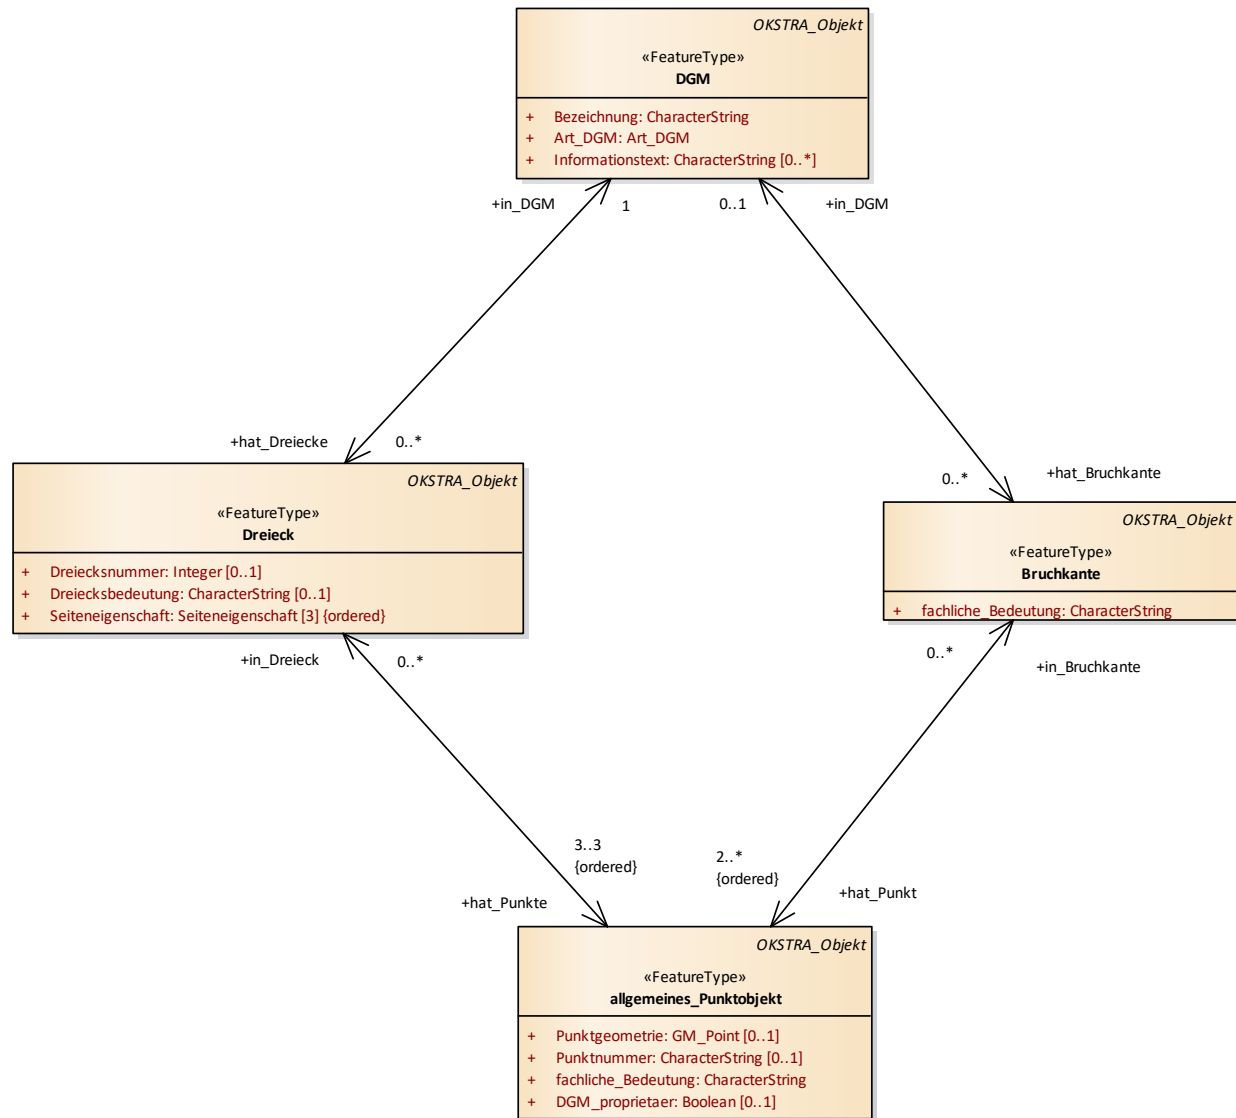 OKSTRA_Objekt
«FeatureType»
DGM
+ Bezeichnung: CharacterString
+ Art_DGM: Art_DGM
+ Informationstext: CharacterString [0..*]
+in_DGM
1
0..1
+in_DGM
+hat_Dreiecke
0..*
0..*
+hat_Bruchkante
OKSTRA_Objekt
«FeatureType»
Dreieck
+ Dreiecksnummer: Integer [0..1]
+ Dreiecksbedeutung: CharacterString [0..1]
+ Seiteneigenschaft: Seiteneigenschaft [3] {ordered}
OKSTRA_Objekt
«FeatureType»
Bruchkante
+ fachliche_Bedeutung: CharacterString
+in_Dreieck
0..*
0..*
+in_Bruchkante
3..3
{ordered}
2..*
{ordered}
+hat_Punkte
+hat_Punkt
OKSTRA_Objekt
«FeatureType»
allgemeines_Punktobjekt
+ Punktgeometrie: GM_Point [0..1]
+ Punktnummer: CharacterString [0..1]
+ fachliche_Bedeutung: CharacterString
+ DGM_proprietaer: Boolean [0..1]